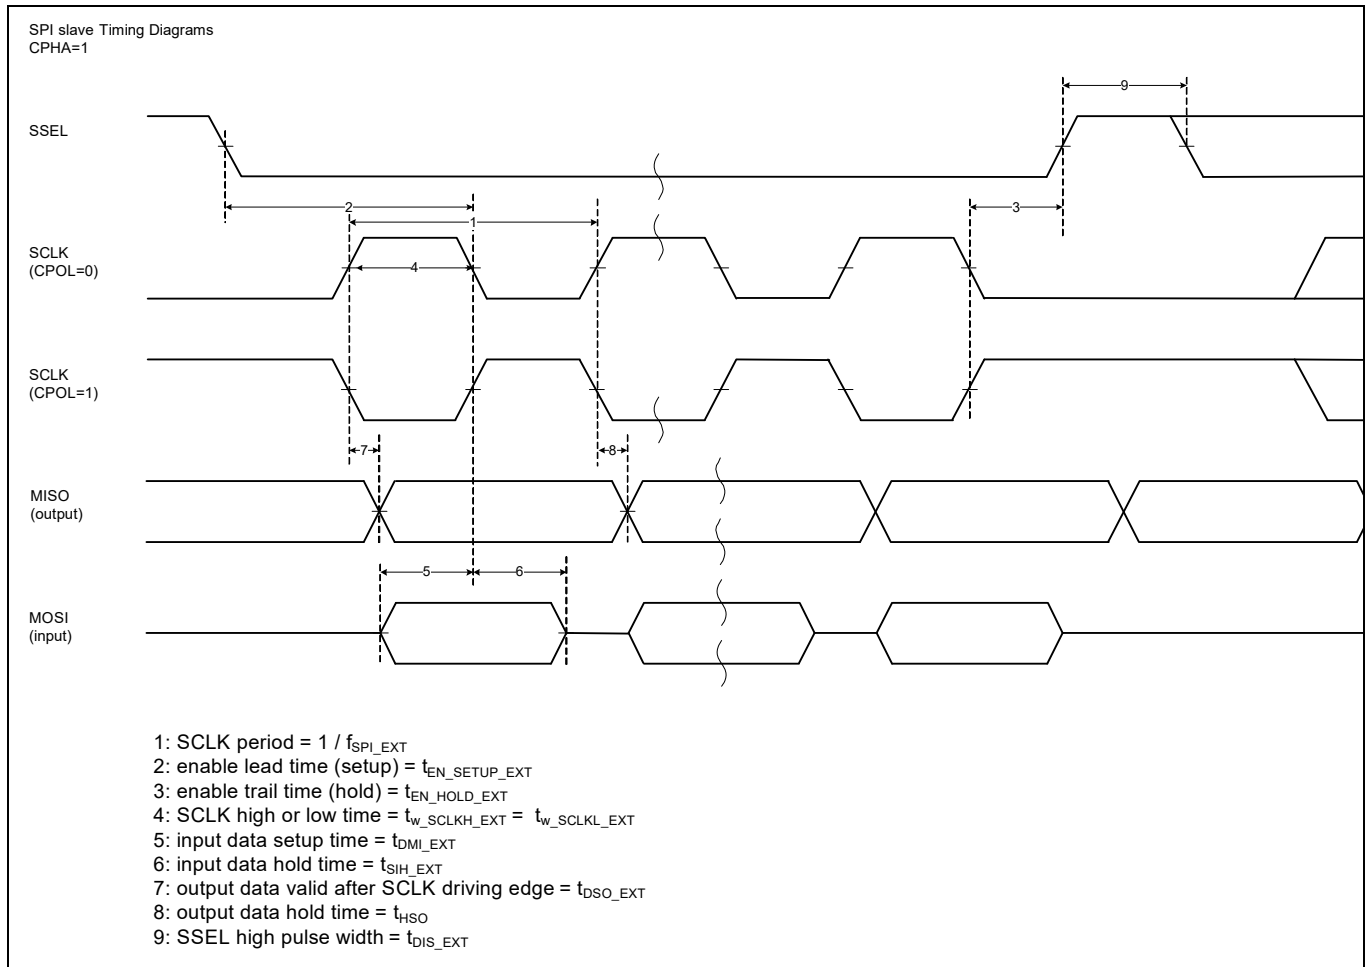 SPI slave Timing Diagrams
CPHA=1
9
SSEL
2
3
1
SCLK
(CPOL=0)
4
SCLK
(CPOL=1)
7
8
MISO
(output)
5
6
MOSI
(input)
1: SCLK period = 1 / fSPI_EXT
2: enable lead time (setup) = tEN_SETUP_EXT
3: enable trail time (hold) = tEN_HOLD_EXT
4: SCLK high or low time = tw_SCLKH_EXT = tw_SCLKL_EXT
5: input data setup time = tDMI_EXT
6: input data hold time = tSIH_EXT
7: output data valid after SCLK driving edge = tDSO_EXT
8: output data hold time = tHSO
9: SSEL high pulse width = tDIS_EXT